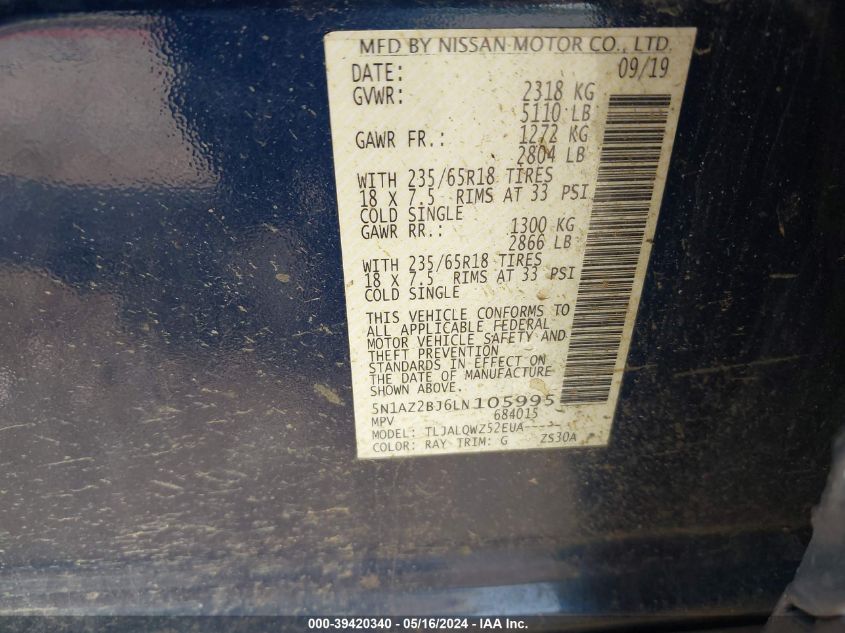 MFD BY NISSAN MOTOR CO., LTD.
DATE: 09/19
GVWR: 2318 KG
5110 LB
GAWR FR.: 1272 KG
2804 LB
WITH 235/65R18 TIRES
18 X 7.5 RIMS AT 33 PSI
COLD SINGLE
GAWR RR.: 1300 KG
2866 LB
WITH 235/65R18 TIRES
18 X 7.5 RIMS AT 33 PSI
COLD SINGLE
THIS VEHICLE CONFORMS TO
ALL APPLICABLE FEDERAL
MOTOR VEHICLE SAFETY AND
THEFT PREVENTION
STANDARDS IN EFFECT ON
THE DATE OF MANUFACTURE
SHOWN ABOVE.
5N1AZ2BJ6LN105995
MPV 684015
MODEL: TLJALQWZ52EUA-----
COLOR: RAY TRIM: G ZS30A P
000-39420340 - 05/16/2024 - IMPACT AUTO AUCTIONS, Inc.